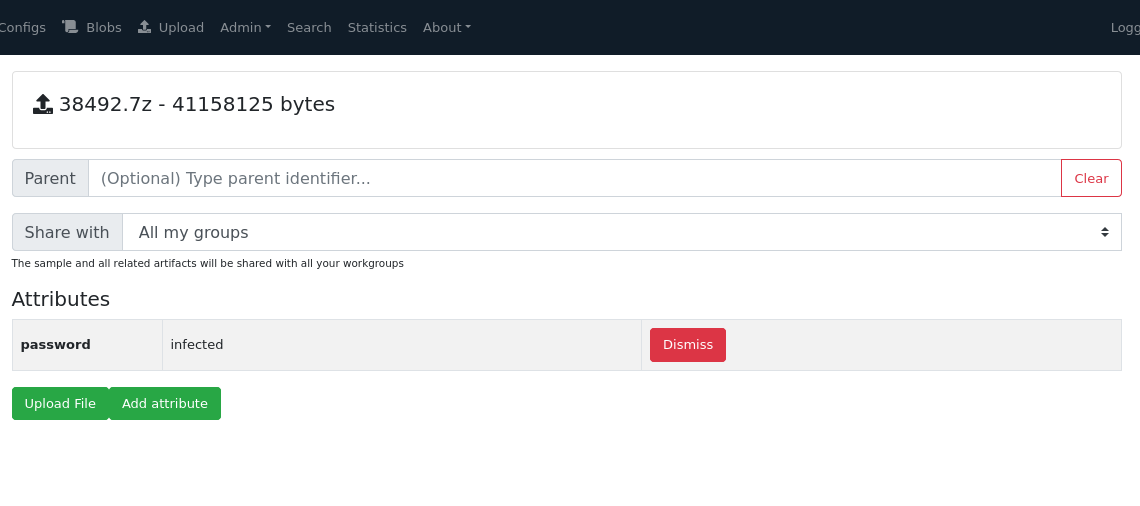 Configs Blobs Upload Admin Search Statistics About Logg
38492.7z - 41158125 bytes
Parent (Optional) Type parent identifier... Clear
Share with All my groups
The sample and all related artifacts will be shared with all your workgroups
Attributes
password infected Dismiss
Upload File Add attribute